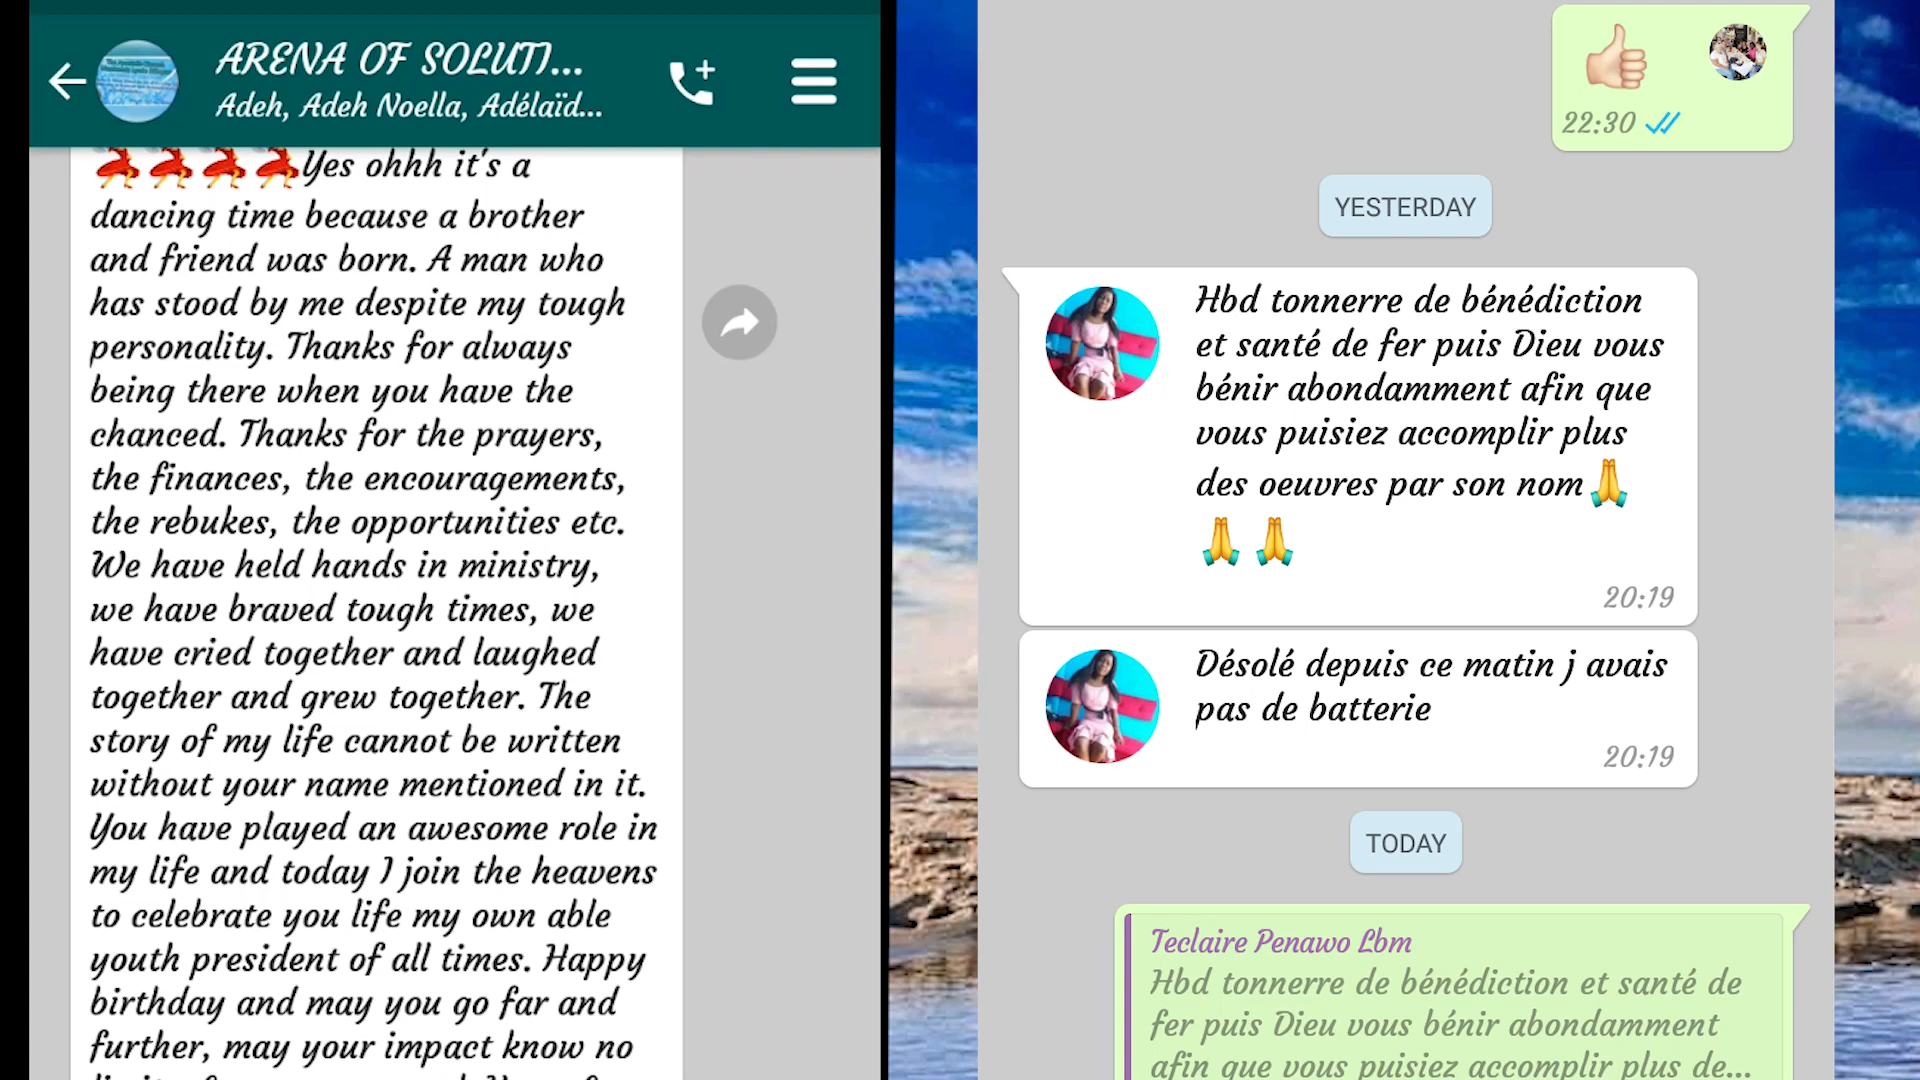 ARENA OF SOLUTI...
Adeh, Adeh Noella, Adélaïd...
Yes ohhh it's a
dancing time because a brother
and friend was born. A man who
has stood by me despite my tough
personality. Thanks for always
being there when you have the
chanced. Thanks for the prayers,
the finances, the encouragements,
the rebukes, the opportunities etc.
We have held hands in ministry,
we have braved tough times, we
have cried together and laughed
together and grew together. The
story of my life cannot be written
without your name mentioned in it.
You have played an awesome role in
my life and today I join the heavens
to celebrate you life my own able
youth president of all times. Happy
birthday and may you go far and
further, may your impact know no
22:30
YESTERDAY
Hbd tonnerre de bénédiction
et santé de fer puis Dieu vous
bénir abondamment afin que
vous puisiez accomplir plus
des oeuvres par son nom🙏
🙏🙏
20:19
Désolé depuis ce matin j avais
pas de batterie
20:19
TODAY
Teclaire Penawo Lbm
Hbd tonnerre de bénédiction et santé de
fer puis Dieu vous bénir abondamment
afin que vous puisiez accomplir plus de...